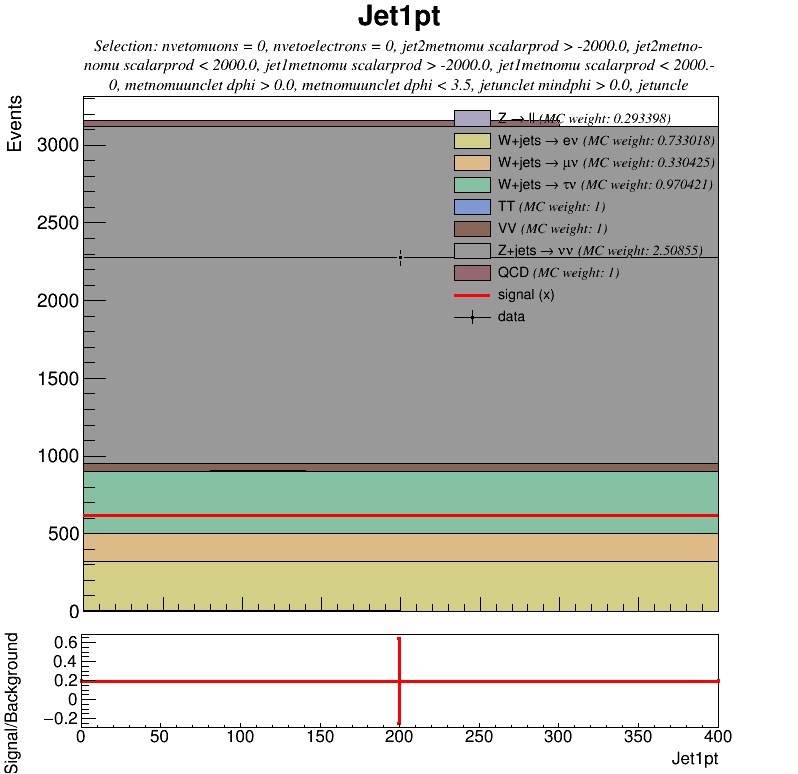 Jet1pt
Selection: nvetomuons = 0, nvetoelectrons = 0, jet2metnomu scalarprod > -2000.0, jet2metno-
nomu scalarprod < 2000.0, jet1metnomu scalarprod > -2000.0, jet1metnomu scalarprod < 2000.-
0, metnomuunclet dphi > 0.0, metnomuunclet dphi < 3.5, jetunclet mindphi > 0.0, jetuncle
Events
3000
2500
2000
1500
1000
500
0
Z → ll (MC weight: 0.293398)
W+jets → eν (MC weight: 0.733018)
W+jets → μν (MC weight: 0.330425)
W+jets → τν (MC weight: 0.970421)
TT (MC weight: 1)
VV (MC weight: 1)
Z+jets → νν (MC weight: 2.50855)
QCD (MC weight: 1)
signal (x)
data
Signal/Background
0.6
0.4
0.2
0
−0.2
0 50 100 150 200 250 300 350 400
Jet1pt